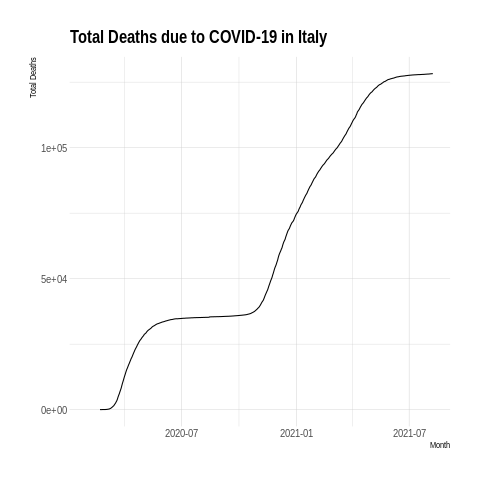 Total Deaths due to COVID-19 in Italy
Total Deaths
1e+05
5e+04
0e+00
2020-07 2021-01 2021-07
Month